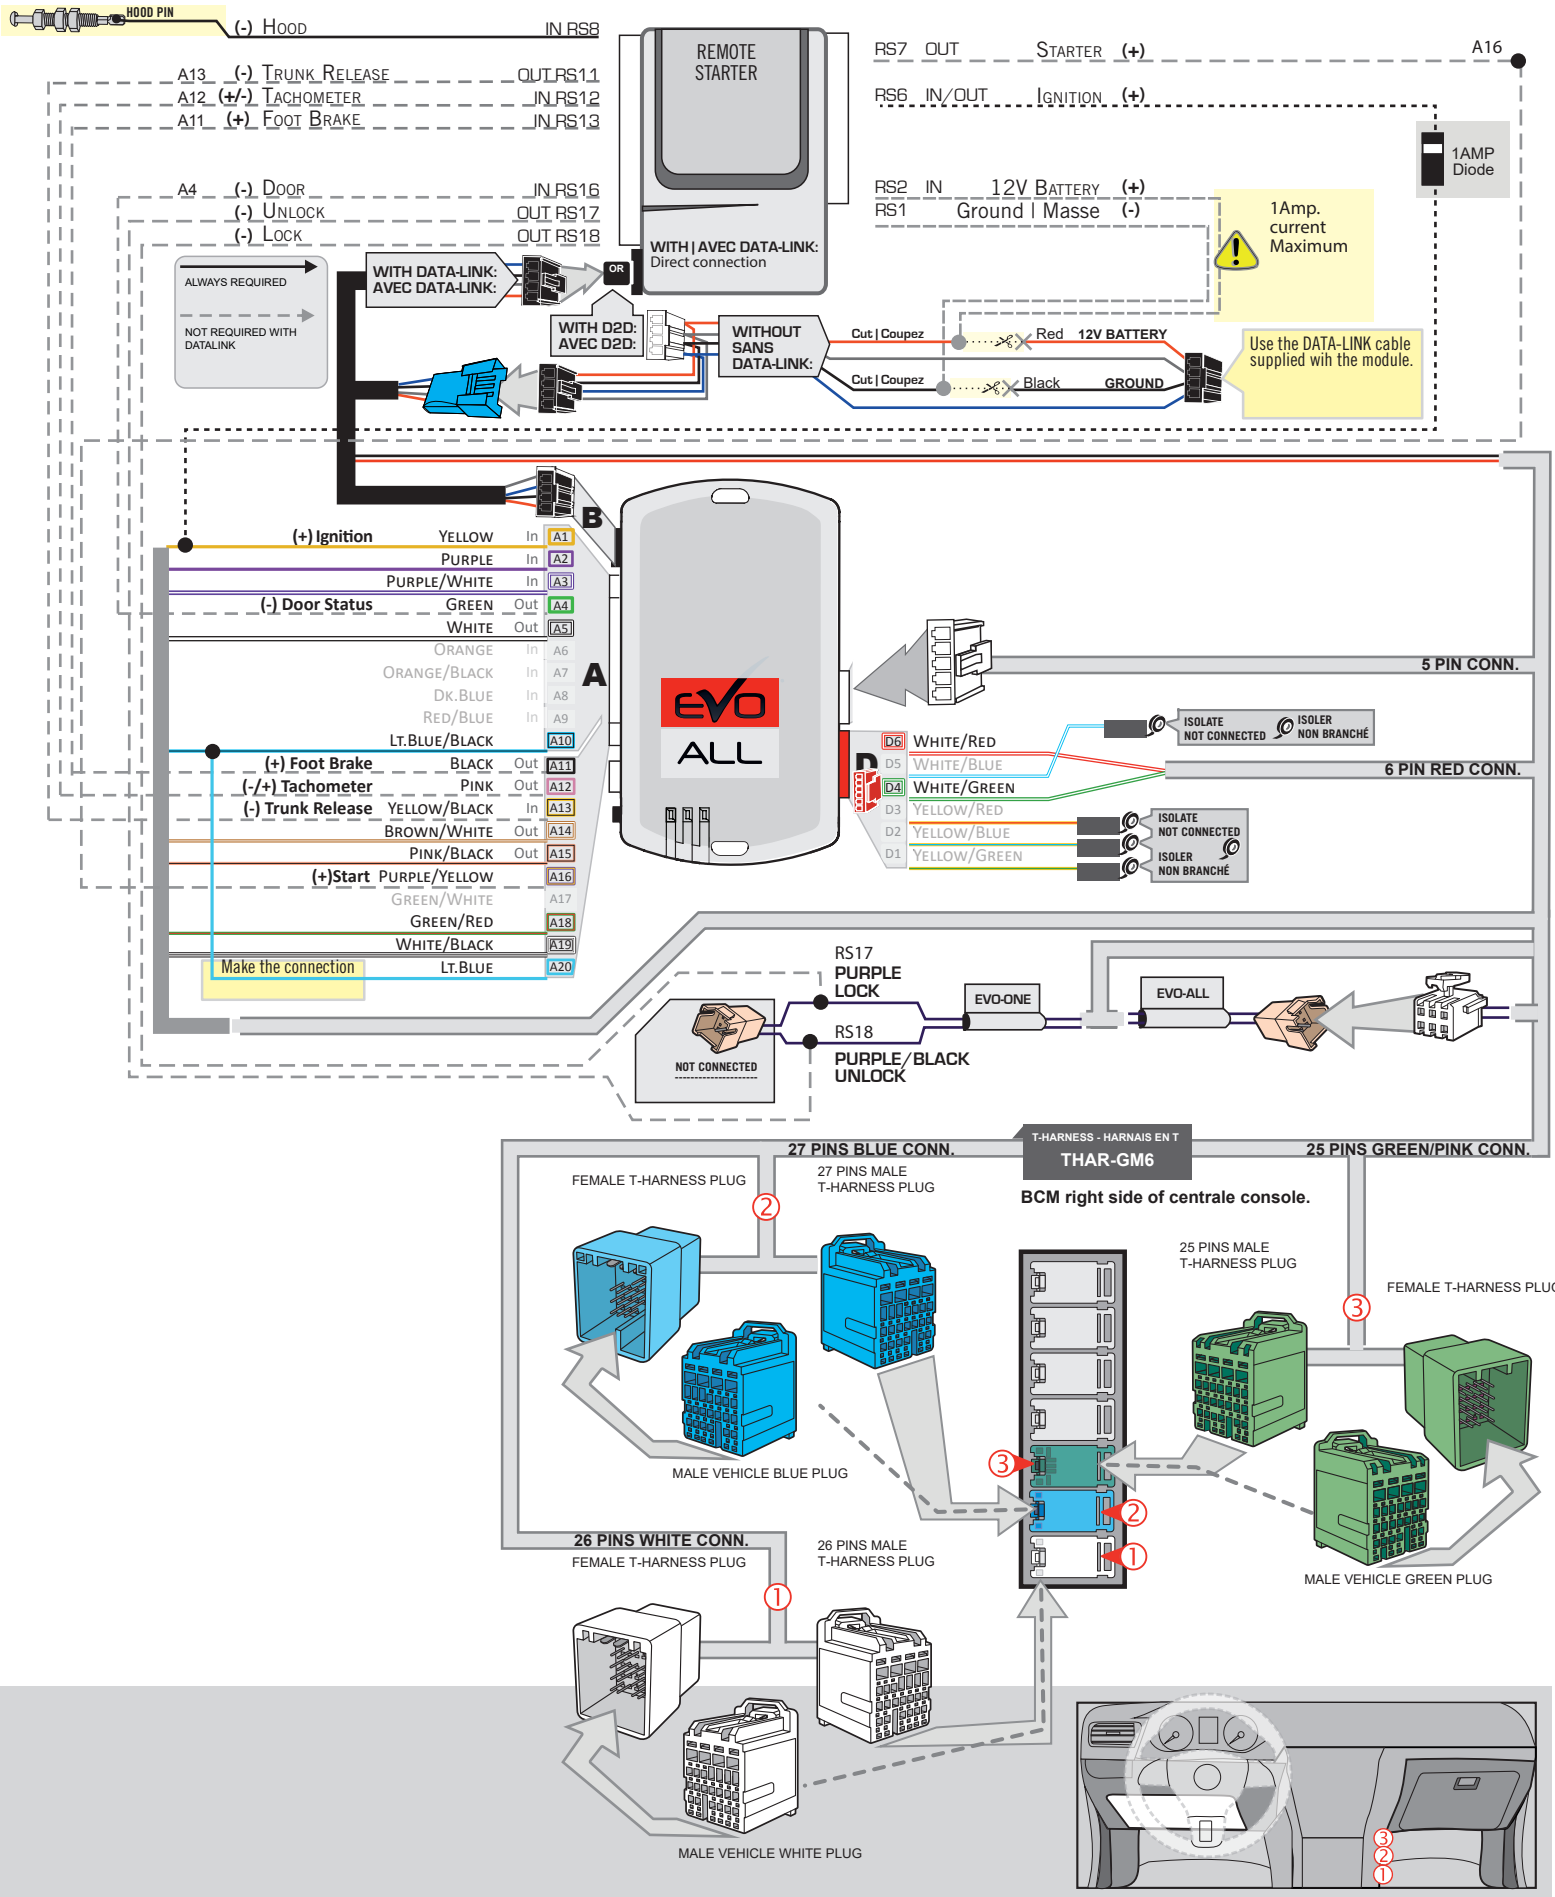 HOOD PIN
(-) HOOD IN RS8
A13 (-) TRUNK RELEASE OUT RS11
A12 (+/-) TACHOMETER IN RS12
A11 (+) FOOT BRAKE IN RS13
A4 (-) DOOR IN RS16
(-) UNLOCK OUT RS17
(-) LOCK OUT RS18
REMOTE
STARTER
WITH | AVEC DATA-LINK:
Direct connection
RS7 OUT STARTER (+) A16
RS6 IN/OUT IGNITION (+)
1AMP
Diode
RS2 IN 12V BATTERY (+)
RS1 Ground | Masse (-)
1Amp.
current
Maximum
ALWAYS REQUIRED
NOT REQUIRED WITH
DATALINK
WITH DATA-LINK:
AVEC DATA-LINK:
OR
WITH D2D:
AVEC D2D:
WITHOUT
SANS
DATA-LINK:
Cut | Coupez Red 12V BATTERY
Cut | Coupez Black GROUND
Use the DATA-LINK cable
supplied wih the module.
B
(+) Ignition YELLOW In A1
PURPLE In A2
PURPLE/WHITE In A3
(-) Door Status GREEN Out A4
WHITE Out A5
ORANGE In A6
ORANGE/BLACK In A7
DK.BLUE In A8
RED/BLUE In A9
LT.BLUE/BLACK A10
(+) Foot Brake BLACK Out A11
(-/+) Tachometer PINK Out A12
(-) Trunk Release YELLOW/BLACK In A13
BROWN/WHITE Out A14
PINK/BLACK Out A15
(+)Start PURPLE/YELLOW A16
GREEN/WHITE A17
GREEN/RED A18
WHITE/BLACK A19
LT.BLUE A20
Make the connection
A
EVO
ALL
5 PIN CONN.
D
D6 WHITE/RED
D5 WHITE/BLUE
D4 WHITE/GREEN
D3 YELLOW/RED
D2 YELLOW/BLUE
D1 YELLOW/GREEN
ISOLATE
NOT CONNECTED
ISOLER
NON BRANCHÉ
6 PIN RED CONN.
ISOLATE
NOT CONNECTED
ISOLER
NON BRANCHÉ
RS17
PURPLE
LOCK
RS18
PURPLE/BLACK
UNLOCK
NOT CONNECTED
EVO-ONE
EVO-ALL
T-HARNESS - HARNAIS EN T
THAR-GM6
27 PINS BLUE CONN.
25 PINS GREEN/PINK CONN.
BCM right side of centrale console.
FEMALE T-HARNESS PLUG
27 PINS MALE
T-HARNESS PLUG
2
MALE VEHICLE BLUE PLUG
25 PINS MALE
T-HARNESS PLUG
FEMALE T-HARNESS PLUG
3
MALE VEHICLE GREEN PLUG
3
2
1
26 PINS WHITE CONN.
FEMALE T-HARNESS PLUG
26 PINS MALE
T-HARNESS PLUG
1
MALE VEHICLE WHITE PLUG
3
2
1